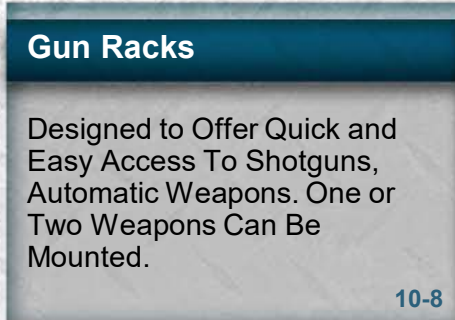 Gun Racks
Designed to Offer Quick and
Easy Access To Shotguns,
Automatic Weapons. One or
Two Weapons Can Be
Mounted.
10-8